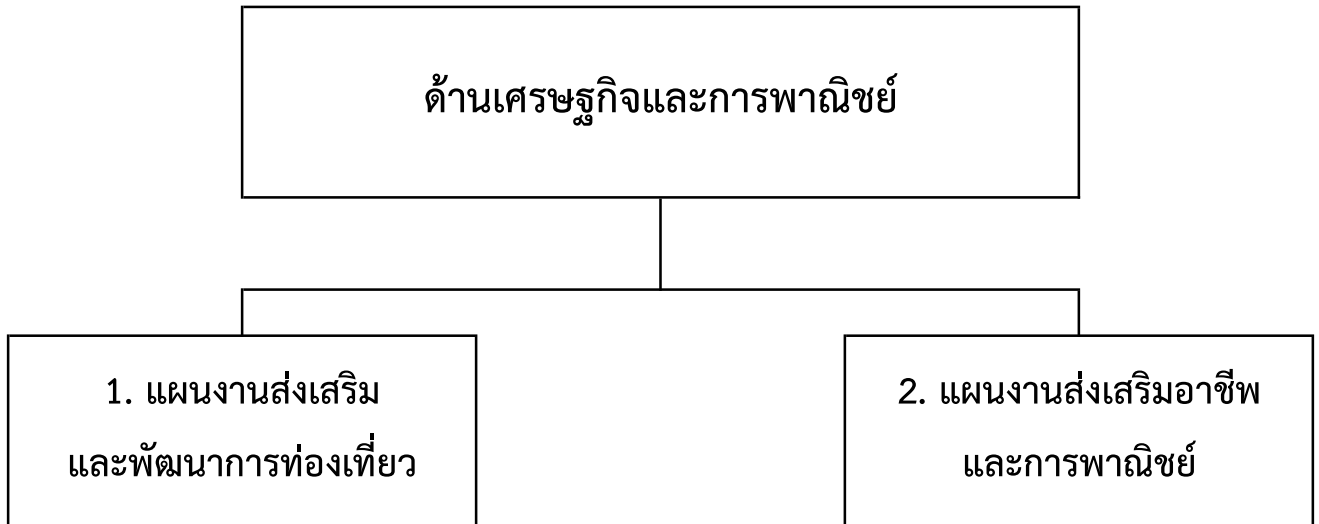 ด้านเศรษฐกิจและการพาณิชย์
1. แผนงานส่งเสริม
และพัฒนาการท่องเที่ยว
2. แผนงานส่งเสริมอาชีพ
และการพาณิชย์